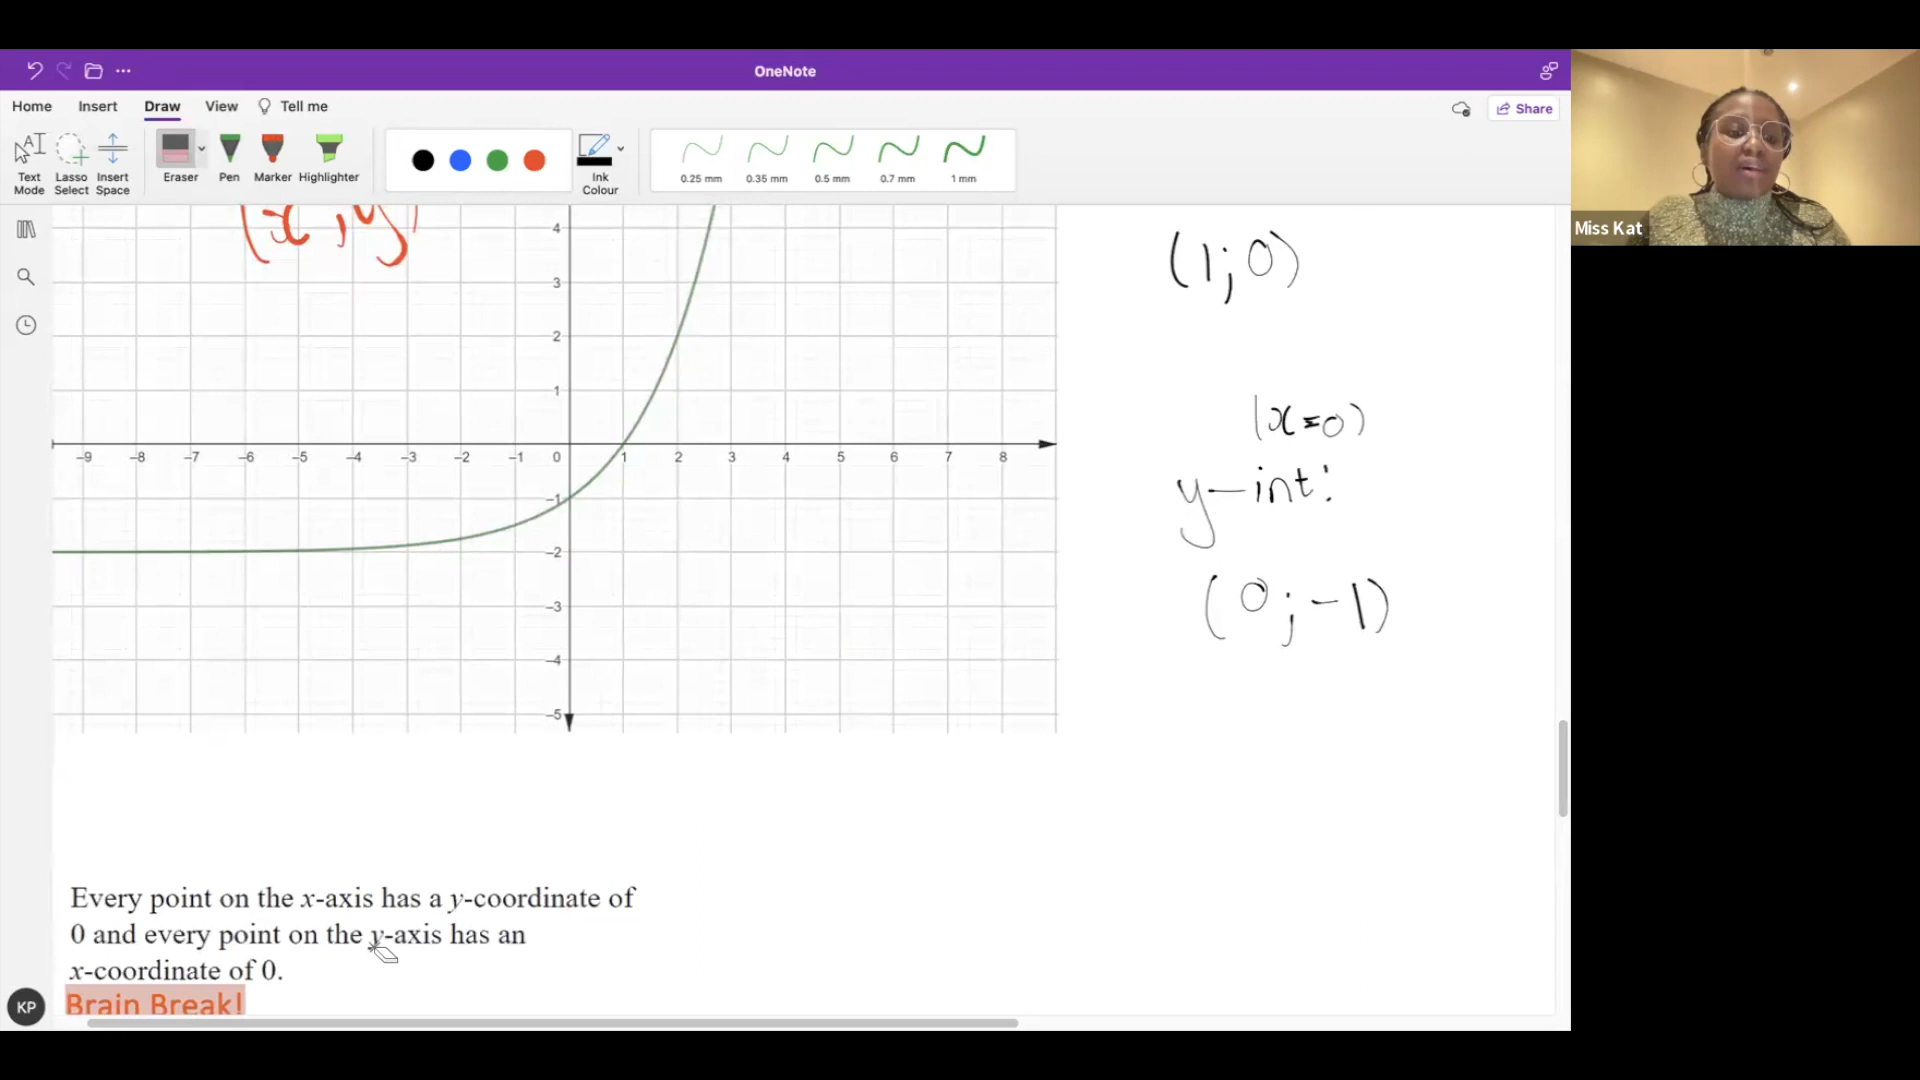 OneNote
Home Insert Draw View Tell me
Share
Text Mode
Lasso Select
Insert Space
Eraser
Pen
Marker
Highlighter
Ink Colour
0.25 mm 0.35 mm 0.5 mm 0.7 mm 1 mm
Miss Kat
(x ; y)
(1;0)
4
3
2
1
–9 –8 –7 –6 –5 –4 –3 –2 –1 0 1 2 3 4 5 6 7 8
–1
–2
–3
–4
–5
(x=0)
y–int:
(0;–1)
Every point on the x-axis has a y-coordinate of
0 and every point on the y-axis has an
x-coordinate of 0.
Brain Break!
KP